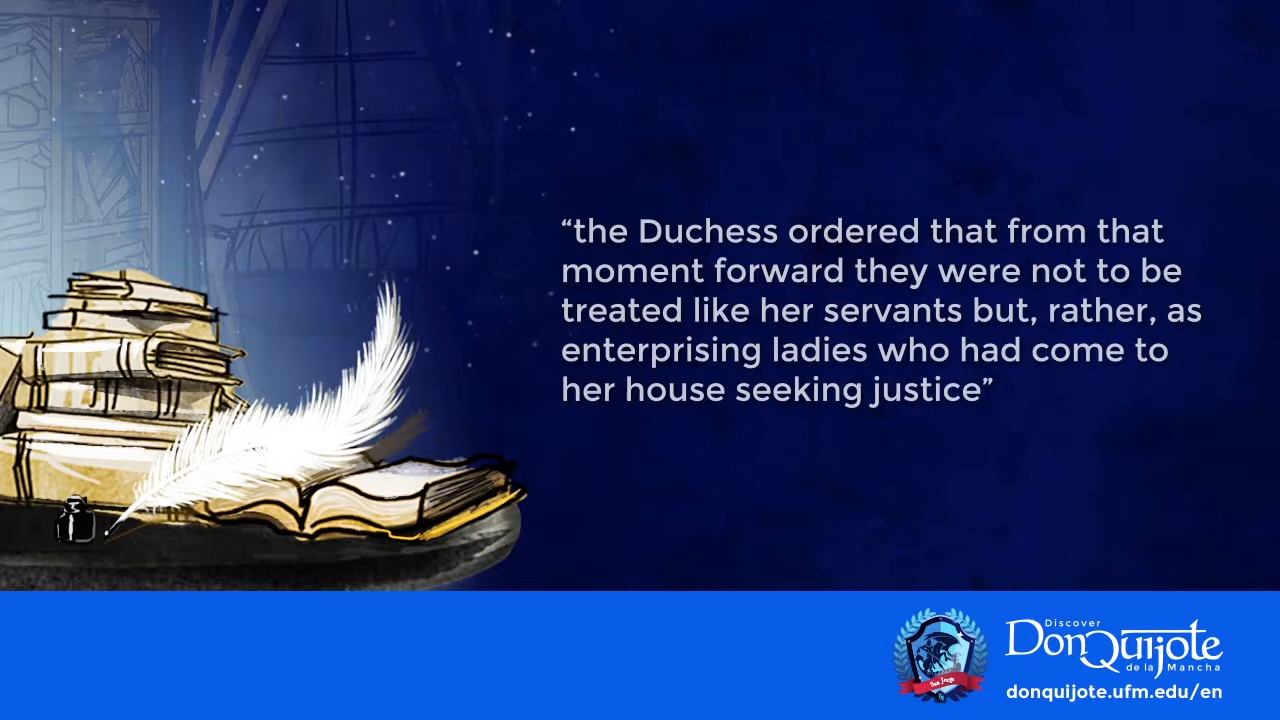 “the Duchess ordered that from that
moment forward they were not to be
treated like her servants but, rather, as
enterprising ladies who had come to
her house seeking justice”
San Jorge
Discover
DonQuijote
de la Mancha
donquijote.ufm.edu/en